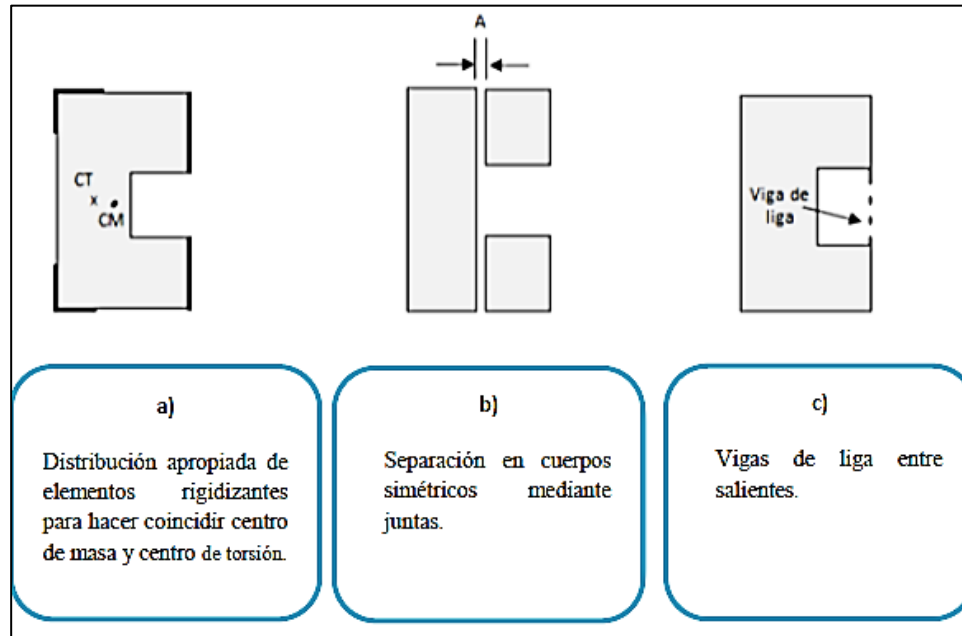 A
CT
x
CM
Viga de
liga
a)
Distribución apropiada de
elementos rigidizantes
para hacer coincidir centro
de masa y centro de torsión.
b)
Separación en cuerpos
simétricos mediante
juntas.
c)
Vigas de liga entre
salientes.